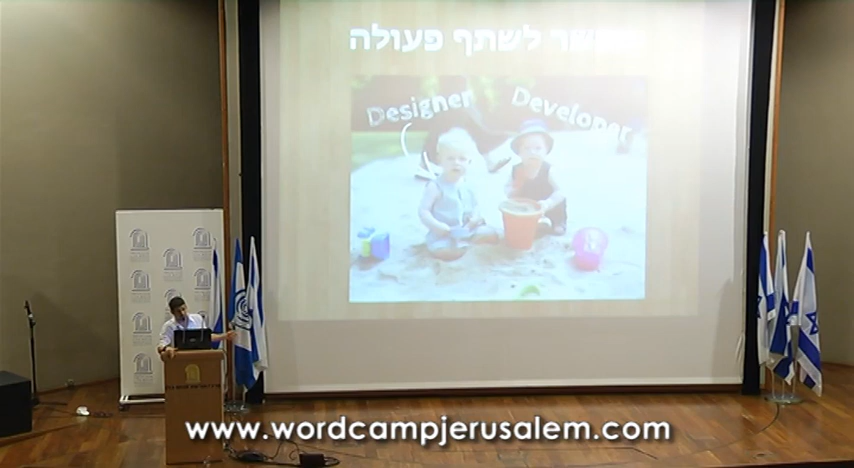 לשתף פעולה
Designer
Developer
www.wordcampjerusalem.com